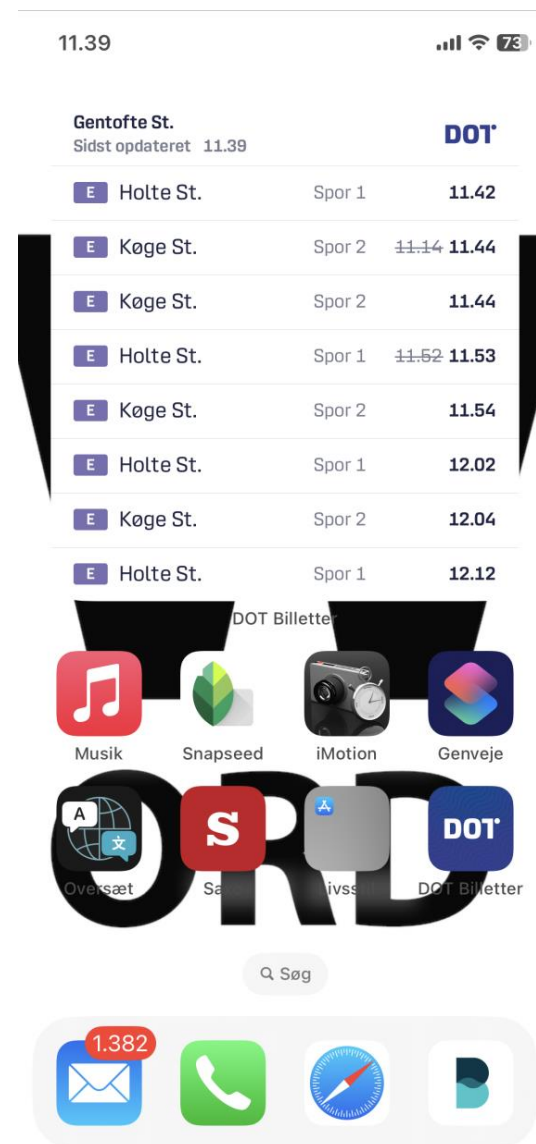 11.39 73
Gentofte St. DOT
Sidst opdateret 11.39
E Holte St. Spor 1 11.42
E Køge St. Spor 2 11.14 11.44
E Køge St. Spor 2 11.44
E Holte St. Spor 1 11.52 11.53
E Køge St. Spor 2 11.54
E Holte St. Spor 1 12.02
E Køge St. Spor 2 12.04
E Holte St. Spor 1 12.12
DOT Billetter
Musik Snapseed iMotion Genveje
ORD
A 文 S DOT
Oversæt DOT Billetter
Søg
1.382
B